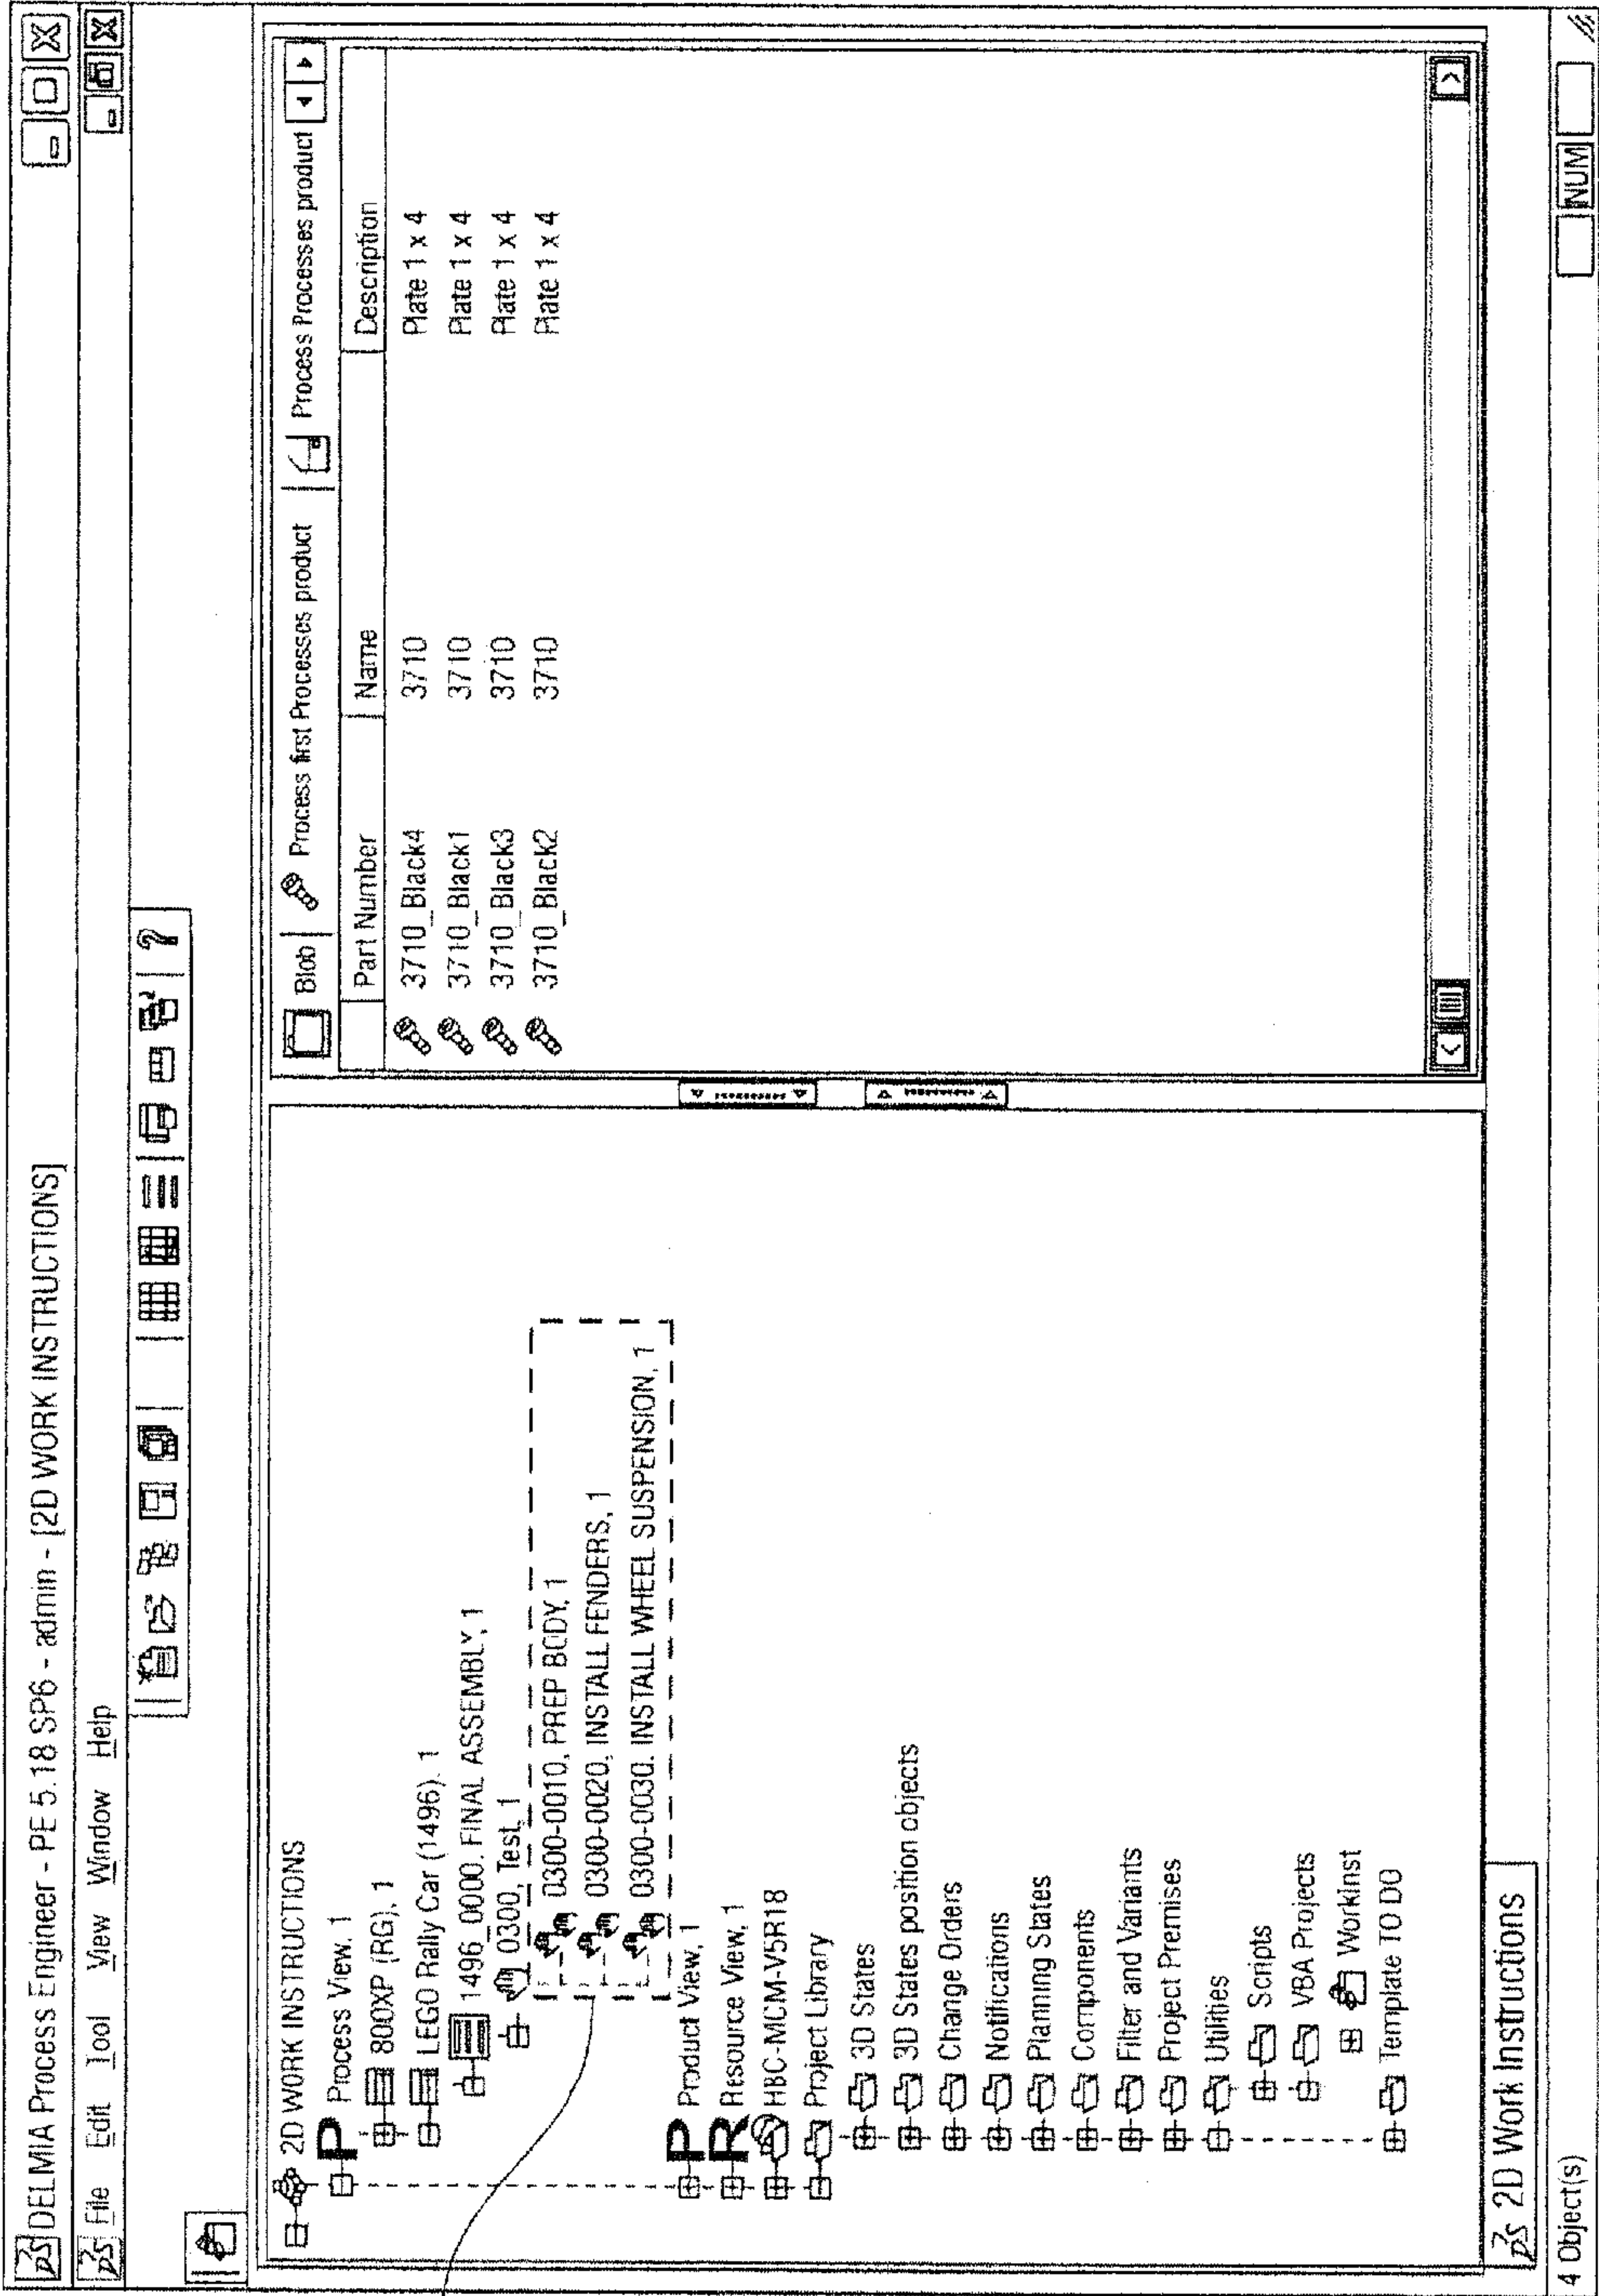 DELMIA Process Engineer - PE 5.18 SP6 - admin - [2D WORK INSTRUCTIONS]
File Edit Tool View Window Help
?
2D WORK INSTRUCTIONS
P Process View, 1
800XP (RG), 1
LEGO Rally Car (1496). 1
1496_0000. FINAL ASSEMBLY, 1
0300, Test, 1
0300-0010, PREP BODY, 1
0300-0020, INSTALL FENDERS, 1
0300-0030. INSTALL WHEEL SUSPENSION, 1
P Product View, 1
R Resource View, 1
HBC-MCM-V5R18
Project Library
3D States
3D States position objects
Change Orders
Notifications
Planning States
Components
Filter and Variants
Project Premises
Utilities
Scripts
VBA Projects
WorkInst
Template TO DO
Blob Process first Processes product Process Processes product
Part Number Name Description
3710_Black4 3710 Plate 1 x 4
3710_Black1 3710 Plate 1 x 4
3710_Black3 3710 Plate 1 x 4
3710_Black2 3710 Plate 1 x 4
2D Work Instructions
4 Object(s) NUM